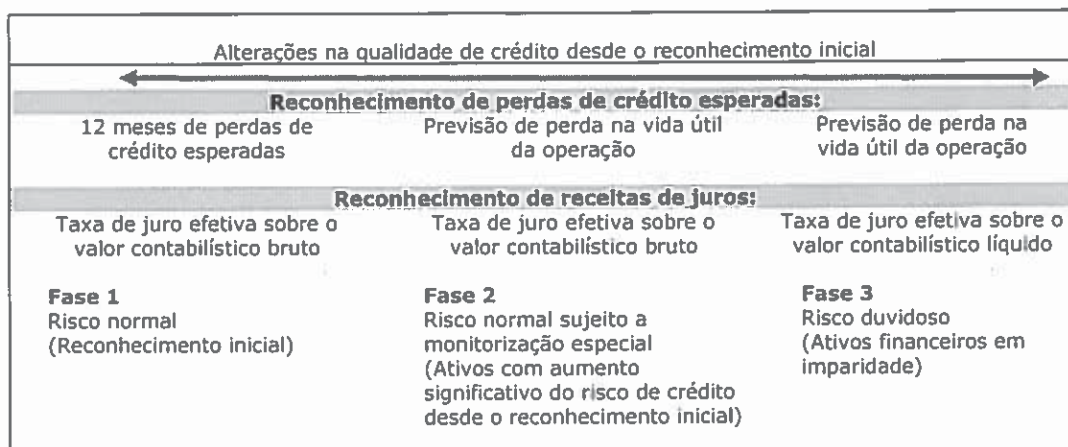 Alterações na qualidade de crédito desde o reconhecimento inicial
Reconhecimento de perdas de crédito esperadas:
12 meses de perdas de
crédito esperadas
Previsão de perda na vida útil
da operação
Previsão de perda na
vida útil da operação
Reconhecimento de receitas de juros:
Taxa de juro efetiva sobre o
valor contabilístico bruto
Taxa de juro efetiva sobre o
valor contabilístico bruto
Taxa de juro efetiva sobre o
valor contabilístico líquido
Fase 1
Risco normal
(Reconhecimento inicial)
Fase 2
Risco normal sujeito a
monitorização especial
(Ativos com aumento
significativo do risco de crédito
desde o reconhecimento inicial)
Fase 3
Risco duvidoso
(Ativos financeiros em
imparidade)